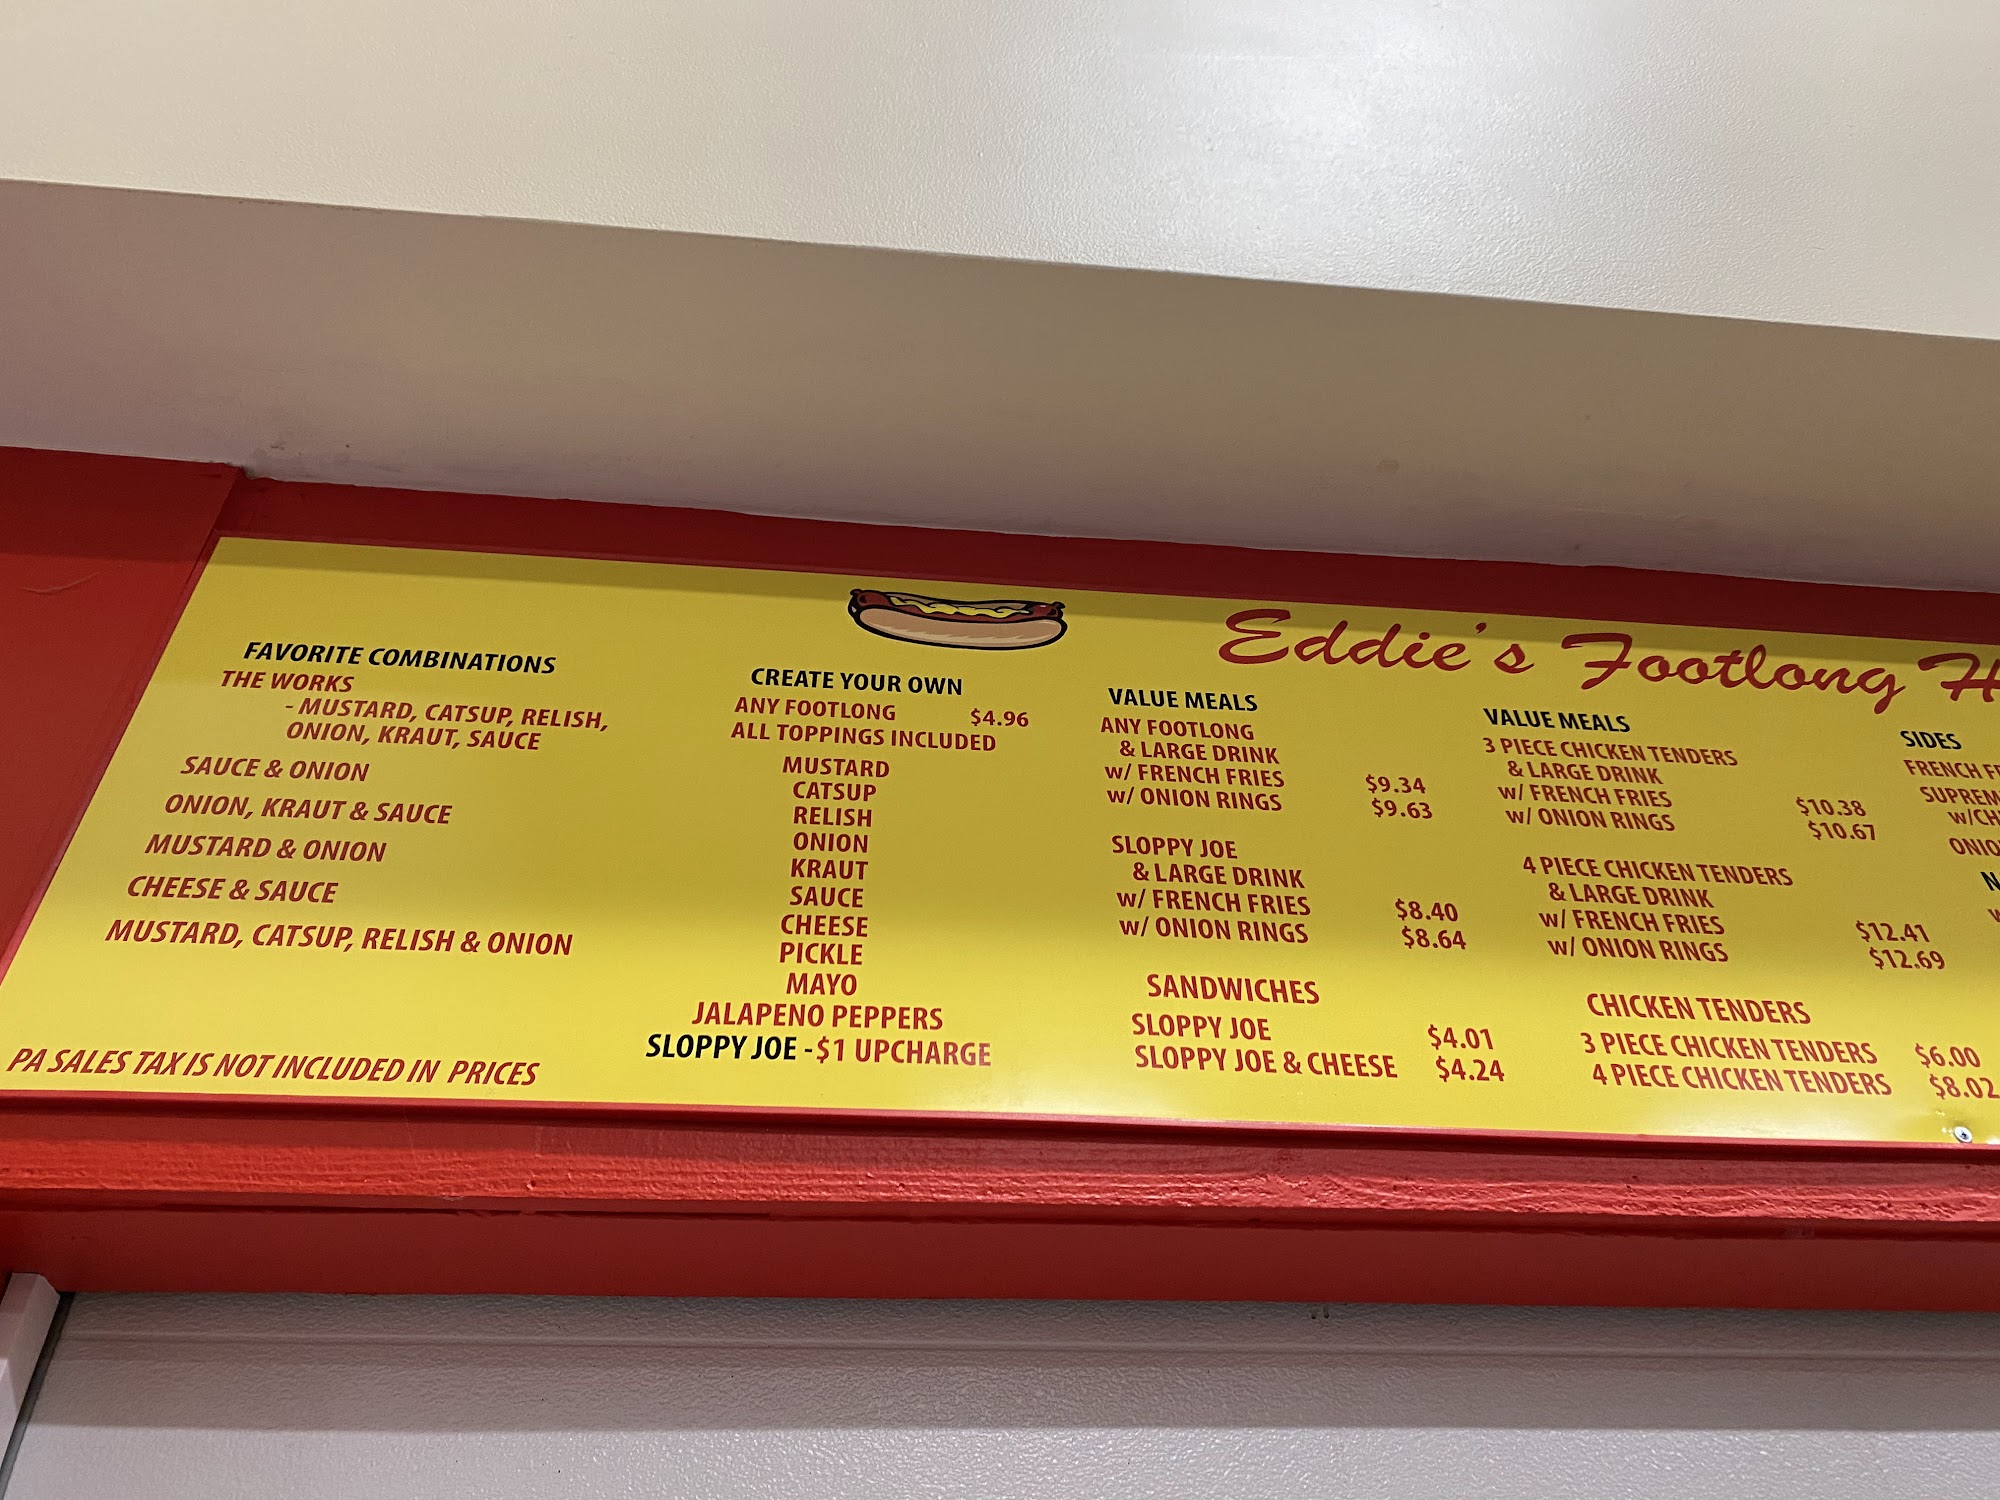 Eddie's Footlong
FAVORITE COMBINATIONS
THE WORKS
- MUSTARD, CATSUP, RELISH,
ONION, KRAUT, SAUCE
SAUCE & ONION
ONION, KRAUT & SAUCE
MUSTARD & ONION
CHEESE & SAUCE
MUSTARD, CATSUP, RELISH & ONION
PA SALES TAX IS NOT INCLUDED IN PRICES
CREATE YOUR OWN
ANY FOOTLONG $4.96
ALL TOPPINGS INCLUDED
MUSTARD
CATSUP
RELISH
ONION
KRAUT
SAUCE
CHEESE
PICKLE
MAYO
JALAPENO PEPPERS
SLOPPY JOE - $1 UPCHARGE
VALUE MEALS
ANY FOOTLONG
& LARGE DRINK
w/ FRENCH FRIES $9.34
w/ ONION RINGS $9.63
SLOPPY JOE
& LARGE DRINK
w/ FRENCH FRIES $8.40
w/ ONION RINGS $8.64
SANDWICHES
SLOPPY JOE $4.01
SLOPPY JOE & CHEESE $4.24
VALUE MEALS
3 PIECE CHICKEN TENDERS
& LARGE DRINK
w/ FRENCH FRIES $10.38
w/ ONION RINGS $10.67
4 PIECE CHICKEN TENDERS
& LARGE DRINK
w/ FRENCH FRIES $12.41
w/ ONION RINGS $12.69
CHICKEN TENDERS
3 PIECE CHICKEN TENDERS $6.00
4 PIECE CHICKEN TENDERS $8.02
SIDES
FRENCH